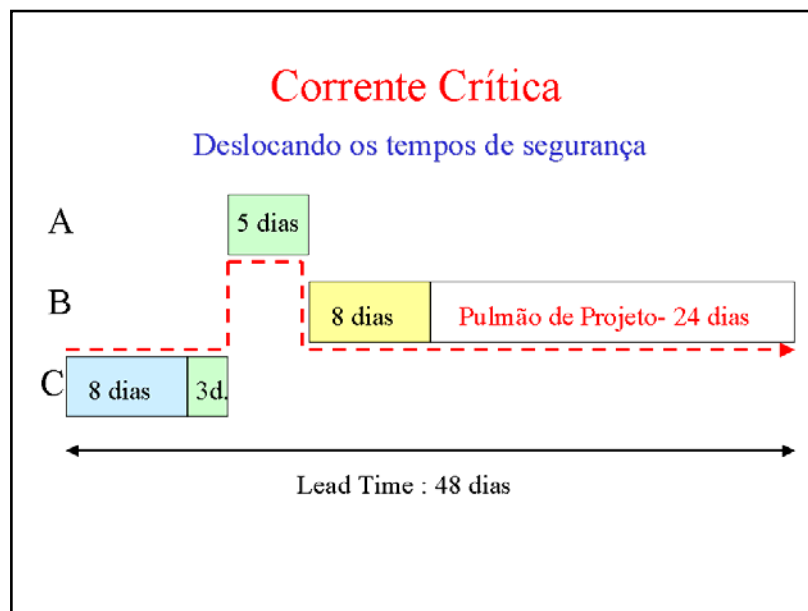 Corrente Crítica
Deslocando os tempos de segurança
A
5 dias
B
8 dias
Pulmão de Projeto- 24 dias
C
8 dias
3d.
Lead Time : 48 dias